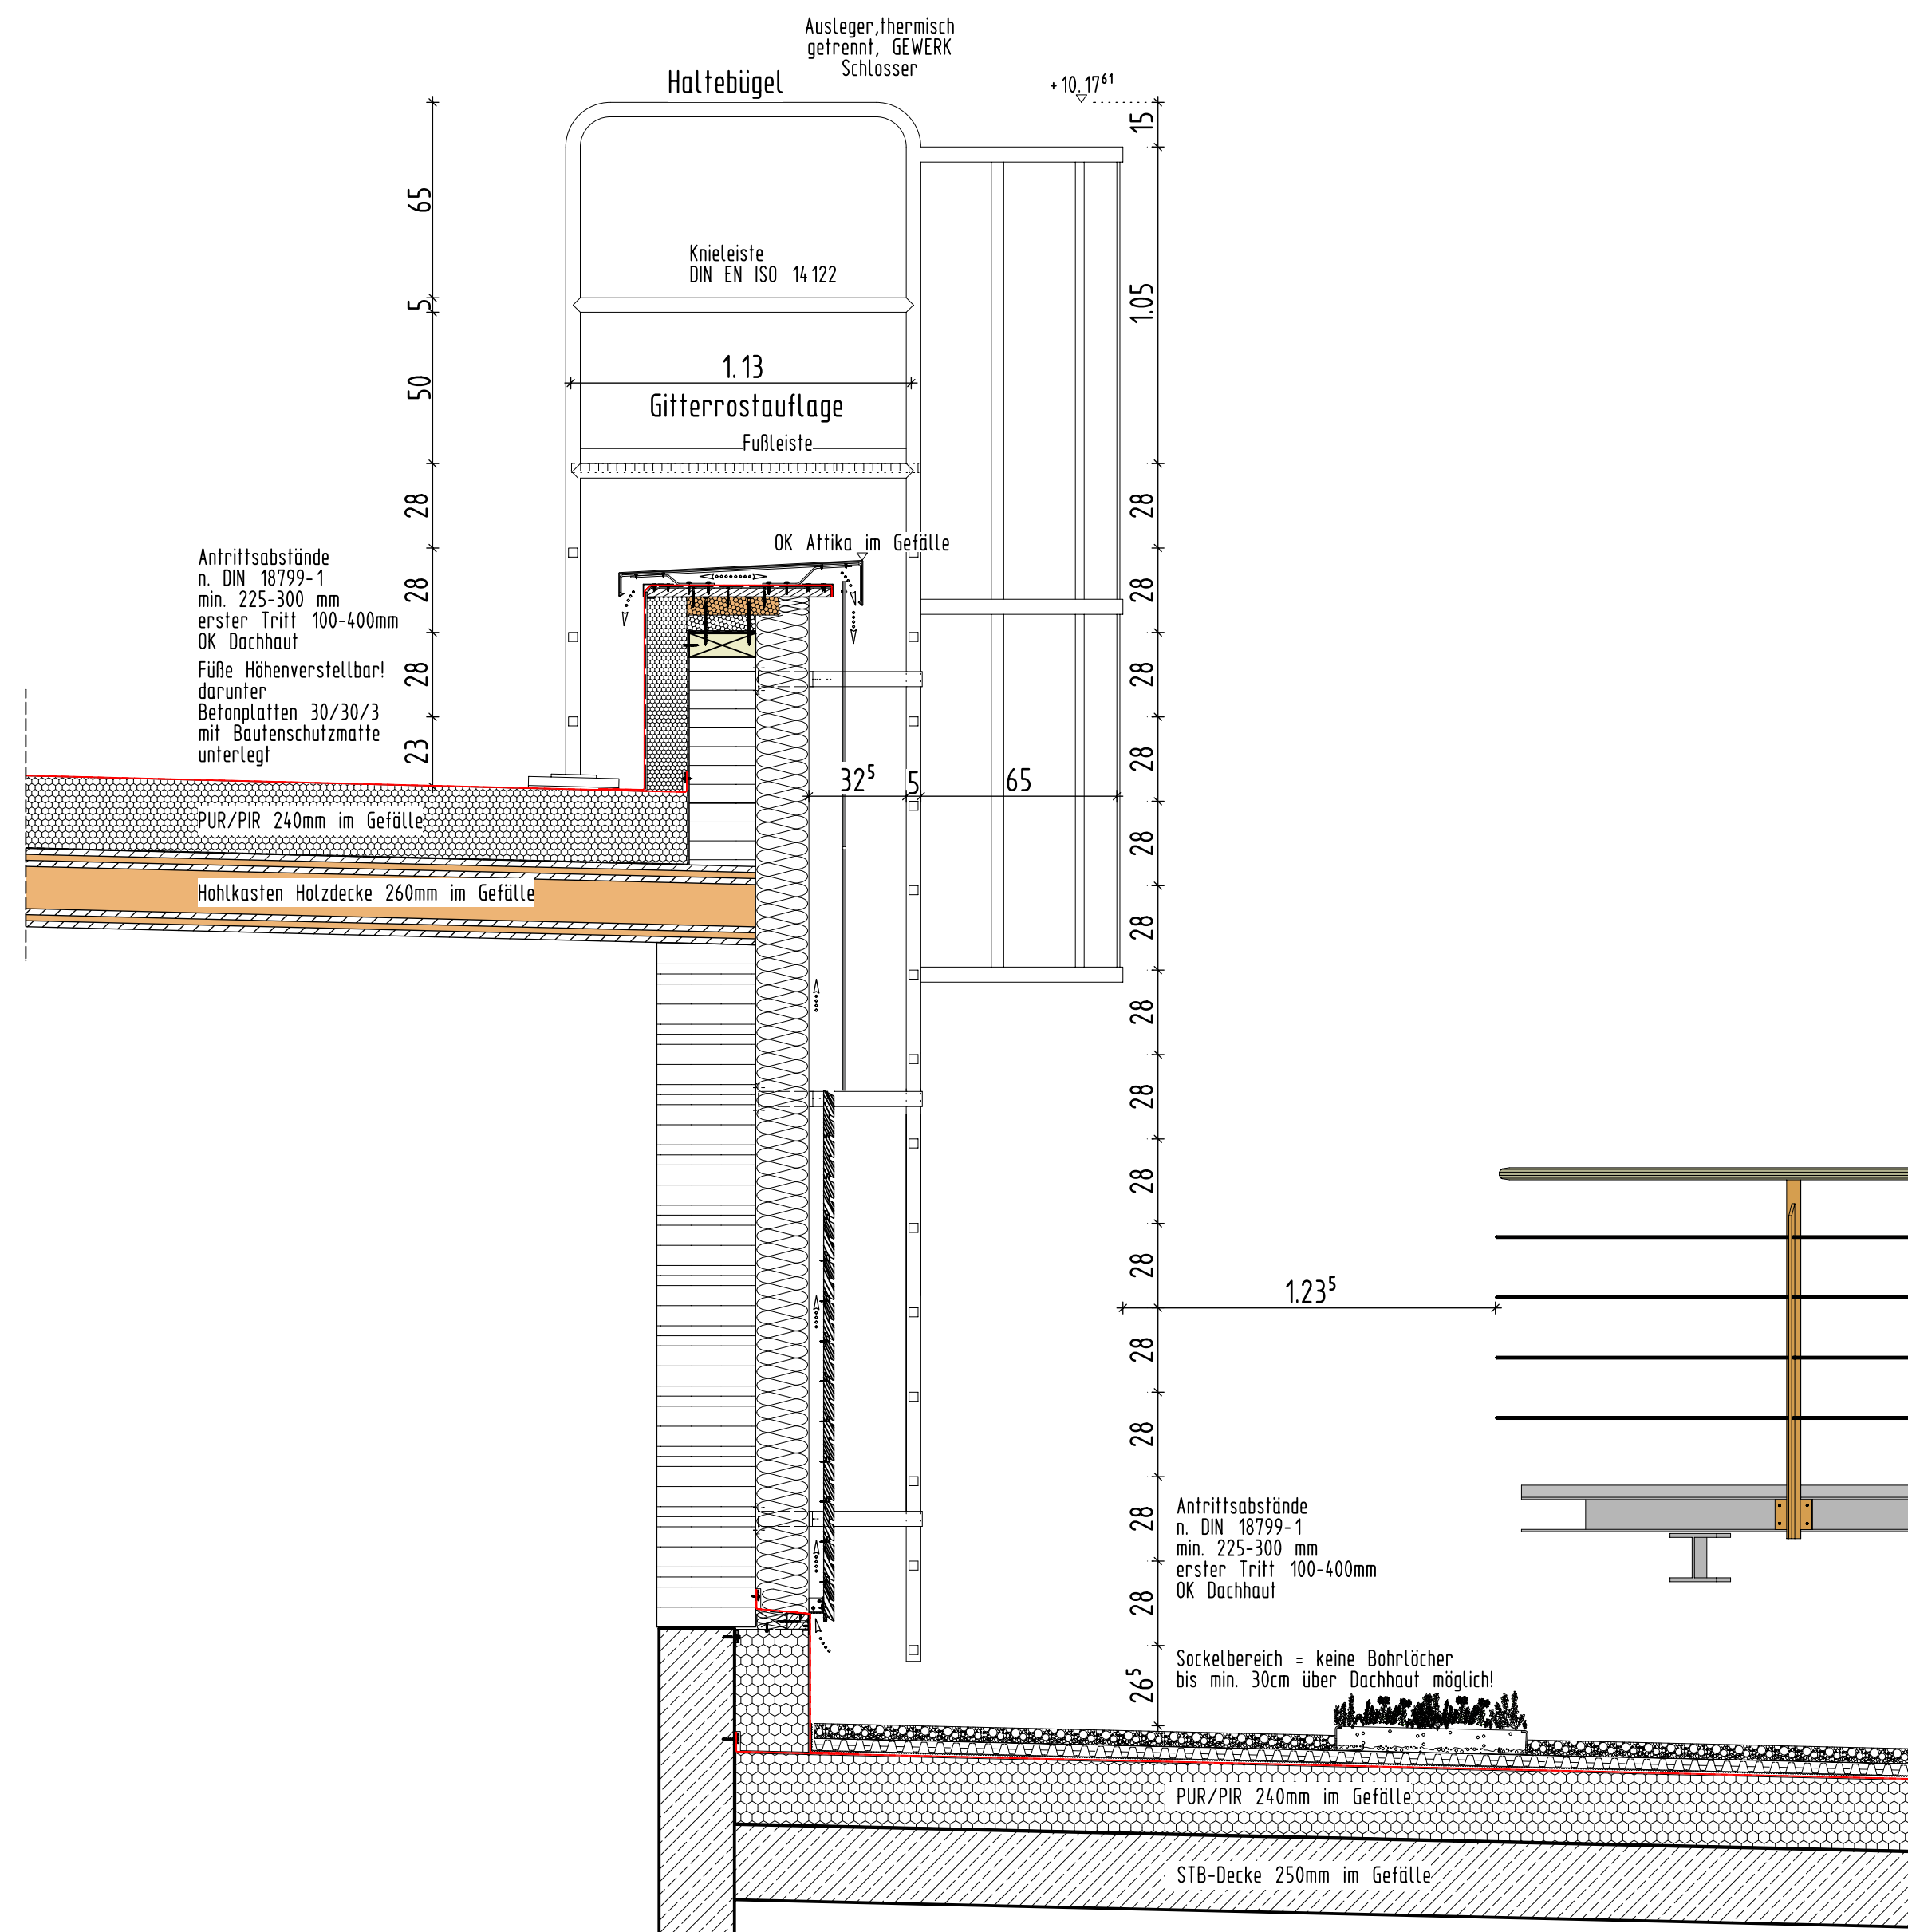 Ausleger,thermisch
getrennt, GEWERK
Schlosser
Haltebügel
+10.17⁶¹
15
65
Knieleiste
DIN EN ISO 14122
5
1.05
1.13
50
Gitterrostauflage
Fußleiste
28
28
OK Attika im Gefälle
Antrittsabstände
n. DIN 18799-1
min. 225-300 mm
erster Tritt 100-400mm
OK Dachhaut
28
28
Füße Höhenverstellbar!
darunter
Betonplatten 30/30/3
mit Bautenschutzmatte
unterlegt
28
28
23
28
32⁵
5
65
PUR/PIR 240mm im Gefälle
28
Hohlkasten Holzdecke 260mm im Gefälle
28
28
28
28
28
1.23⁵
28
28
28
Antrittsabstände
n. DIN 18799-1
min. 225-300 mm
erster Tritt 100-400mm
OK Dachhaut
28
Sockelbereich = keine Bohrlöcher
bis min. 30cm über Dachhaut möglich!
26⁵
PUR/PIR 240mm im Gefälle
STB-Decke 250mm im Gefälle